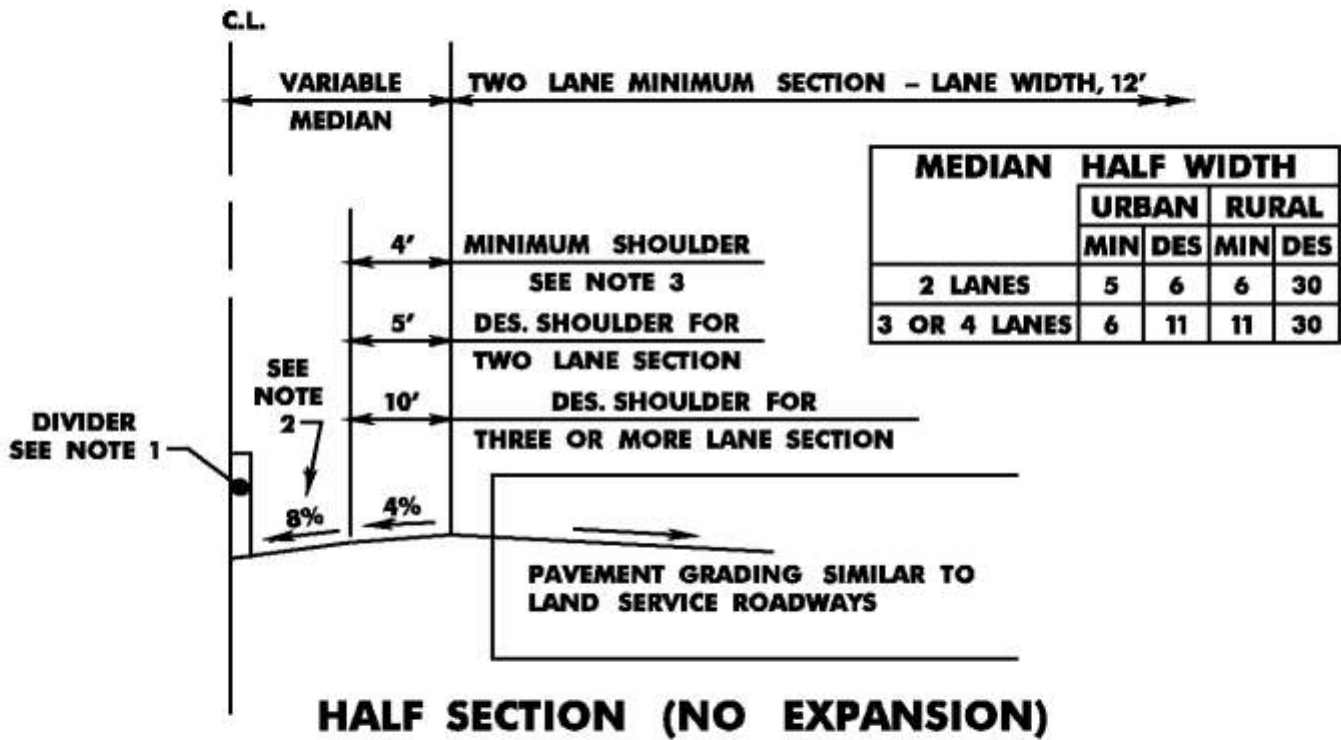 C.L.
VARIABLE
MEDIAN
TWO LANE MINIMUM SECTION – LANE WIDTH, 12'
MEDIAN HALF WIDTH
URBAN RURAL
MIN DES MIN DES
2 LANES 5 6 6 30
3 OR 4 LANES 6 11 11 30
4' MINIMUM SHOULDER
SEE NOTE 3
5' DES. SHOULDER FOR
TWO LANE SECTION
10' DES. SHOULDER FOR
THREE OR MORE LANE SECTION
SEE
NOTE
2
DIVIDER
SEE NOTE 1
8%
4%
PAVEMENT GRADING SIMILAR TO
LAND SERVICE ROADWAYS
HALF SECTION (NO EXPANSION)